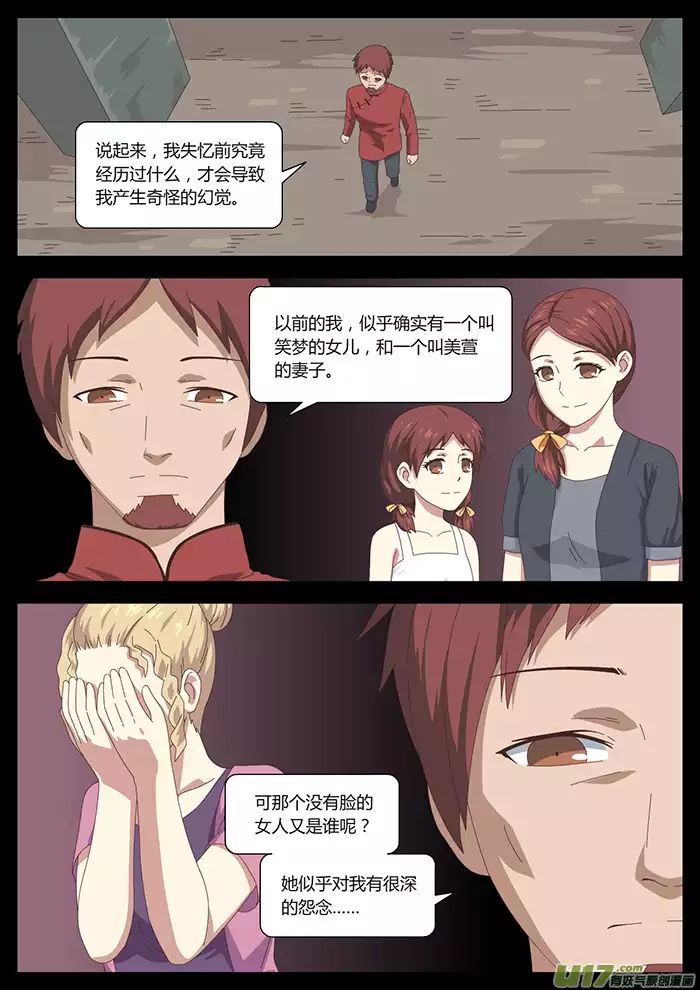 说起来，我失忆前究竟
经历过什么，才会导致
我产生奇怪的幻觉。
以前的我，似乎确实有一个叫
笑梦的女儿，和一个叫美萱
的妻子。
可那个没有脸的
女人又是谁呢？
她似乎对我有很深
的怨念……
U17.com
有妖气原创漫画